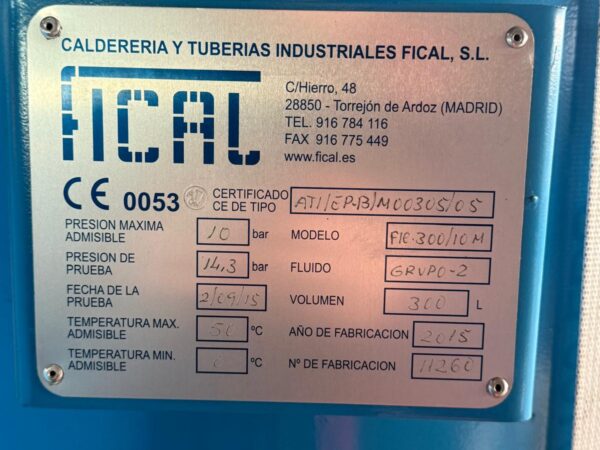 CALDERERIA Y TUBERIAS INDUSTRIALES FICAL, S.L.
FICAL
C/Hierro, 48
28850 - Torrejón de Ardoz (MADRID)
TEL. 916 784 116
FAX 916 775 449
www.fical.es
CE 0053
CERTIFICADO CE DE TIPO ATI/EP-B/M00305/05
PRESION MAXIMA ADMISIBLE 10 bar
MODELO FIC-300/10M
PRESION DE PRUEBA 14,3 bar
FLUIDO GRUPO-2
FECHA DE LA PRUEBA 2/09/15
VOLUMEN 300 L
TEMPERATURA MAX. ADMISIBLE 50 ºC
AÑO DE FABRICACION 2015
TEMPERATURA MIN. ADMISIBLE 0 ºC
Nº DE FABRICACION 11260